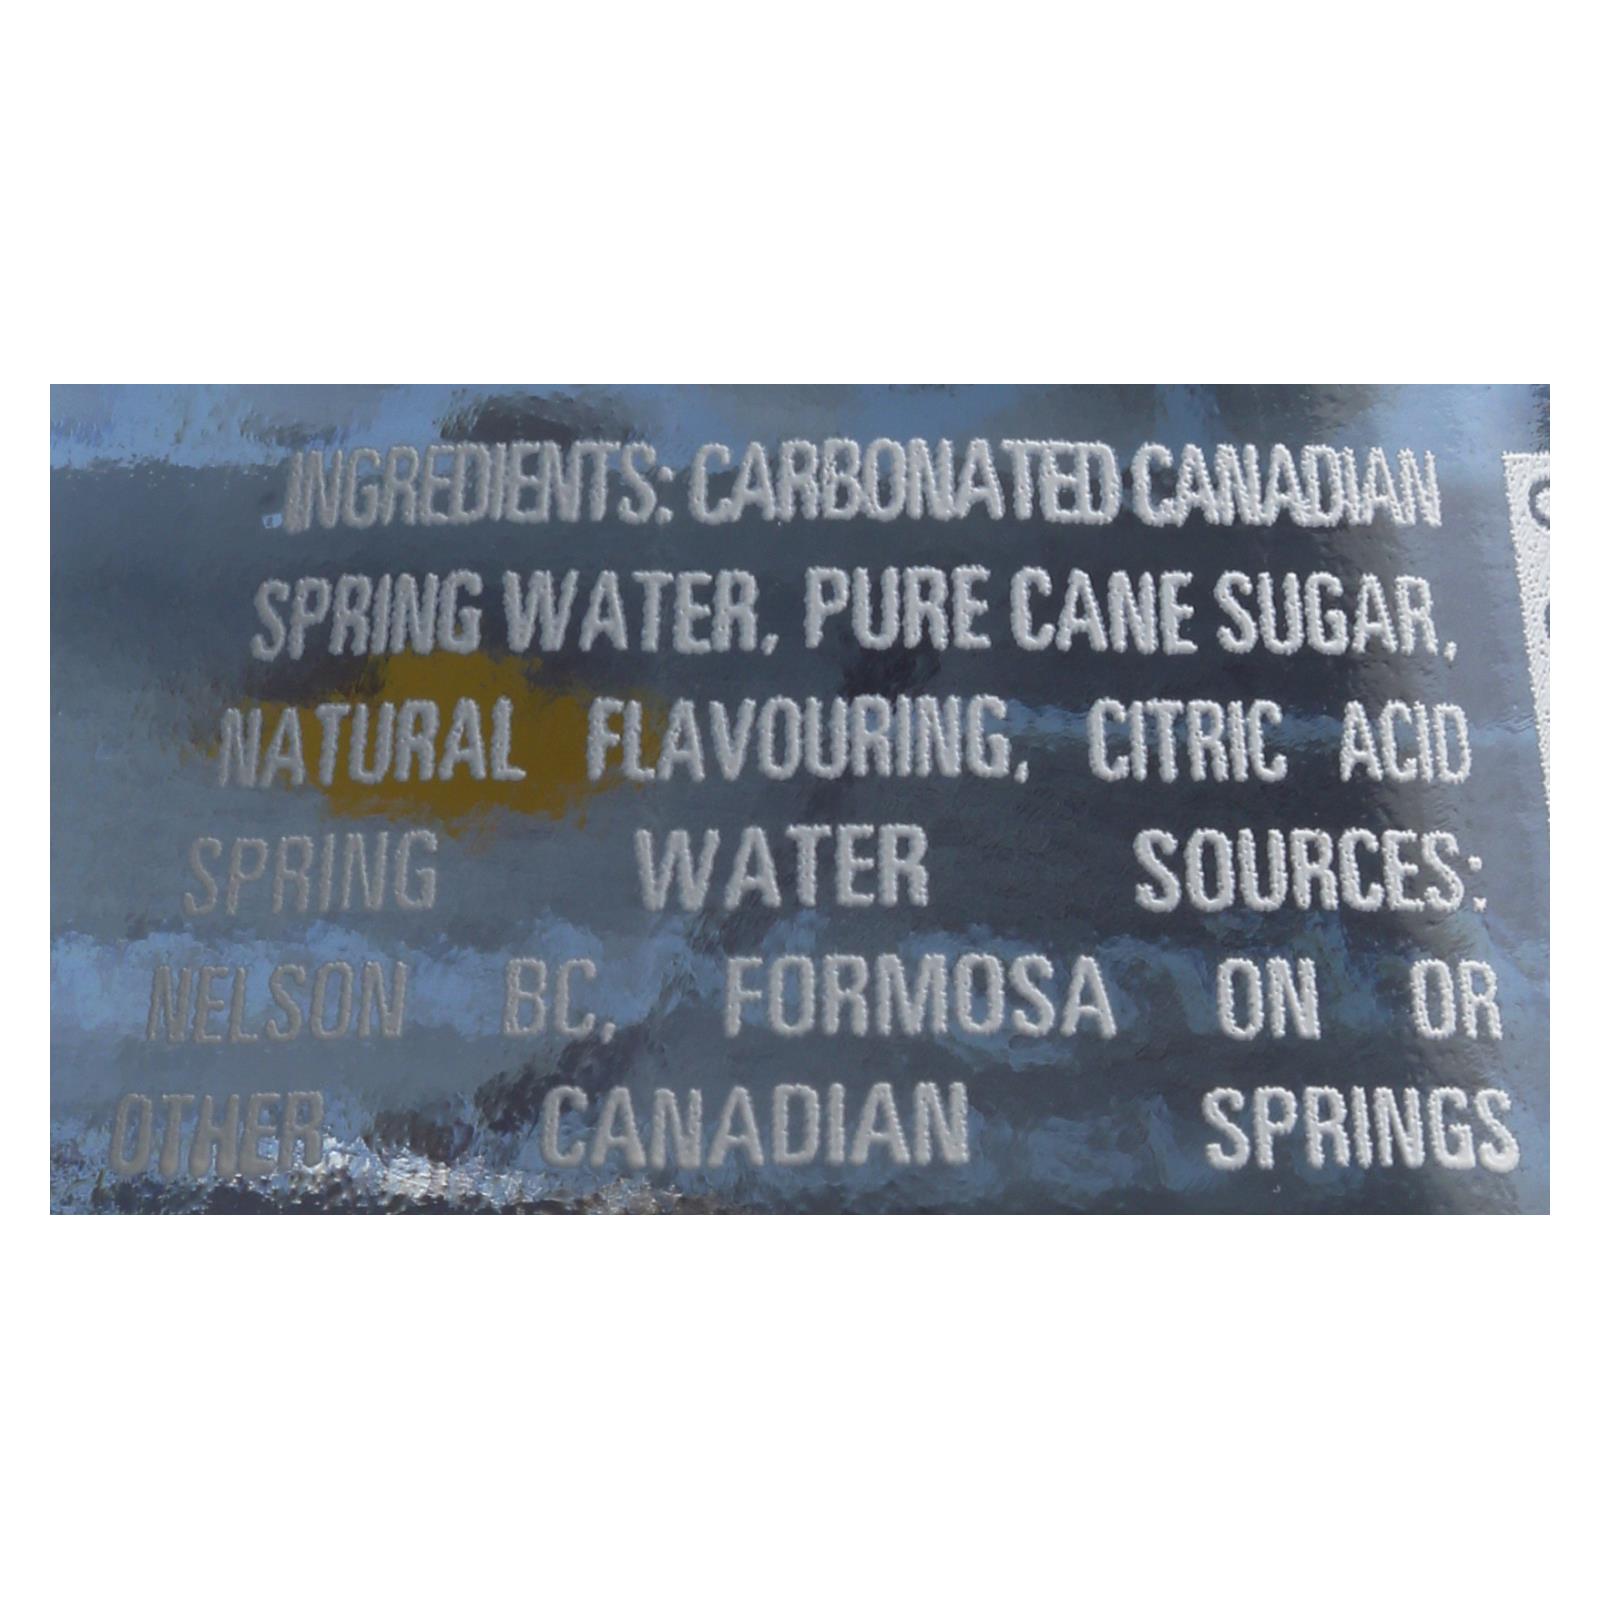 INGREDIENTS: CARBONATED CANADIAN
SPRING WATER, PURE CANE SUGAR,
NATURAL FLAVOURING, CITRIC ACID
SPRING WATER SOURCES:
NELSON BC, FORMOSA ON OR
OTHER CANADIAN SPRINGS